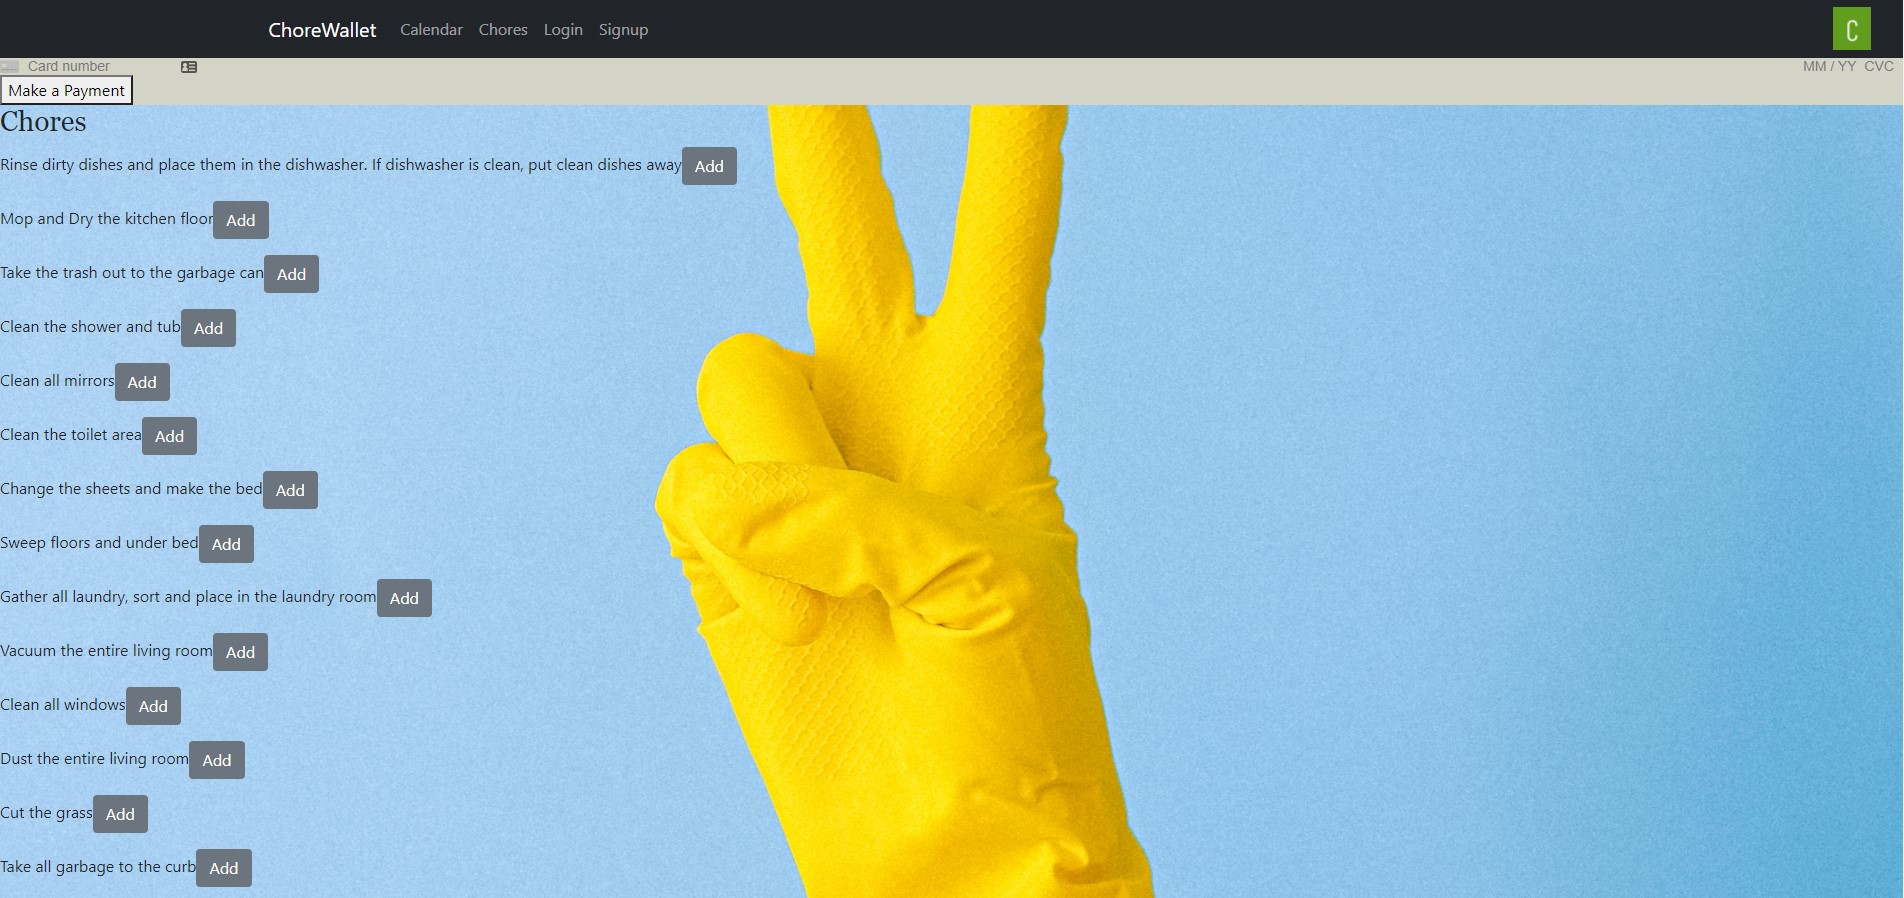 ChoreWallet Calendar Chores Login Signup C
Card number MM / YY CVC
Make a Payment
Chores
Rinse dirty dishes and place them in the dishwasher. If dishwasher is clean, put clean dishes away Add
Mop and Dry the kitchen floor Add
Take the trash out to the garbage can Add
Clean the shower and tub Add
Clean all mirrors Add
Clean the toilet area Add
Change the sheets and make the bed Add
Sweep floors and under bed Add
Gather all laundry, sort and place in the laundry room Add
Vacuum the entire living room Add
Clean all windows Add
Dust the entire living room Add
Cut the grass Add
Take all garbage to the curb Add